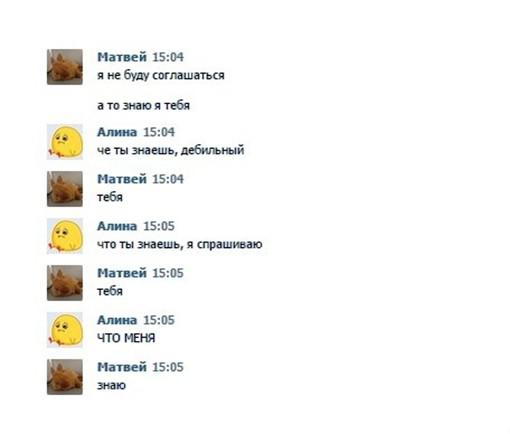 Матвей 15:04
я не буду соглашаться
а то знаю я тебя
Алина 15:04
че ты знаешь, дебильный
Матвей 15:04
тебя
Алина 15:05
что ты знаешь, я спрашиваю
Матвей 15:05
тебя
Алина 15:05
ЧТО МЕНЯ
Матвей 15:05
знаю